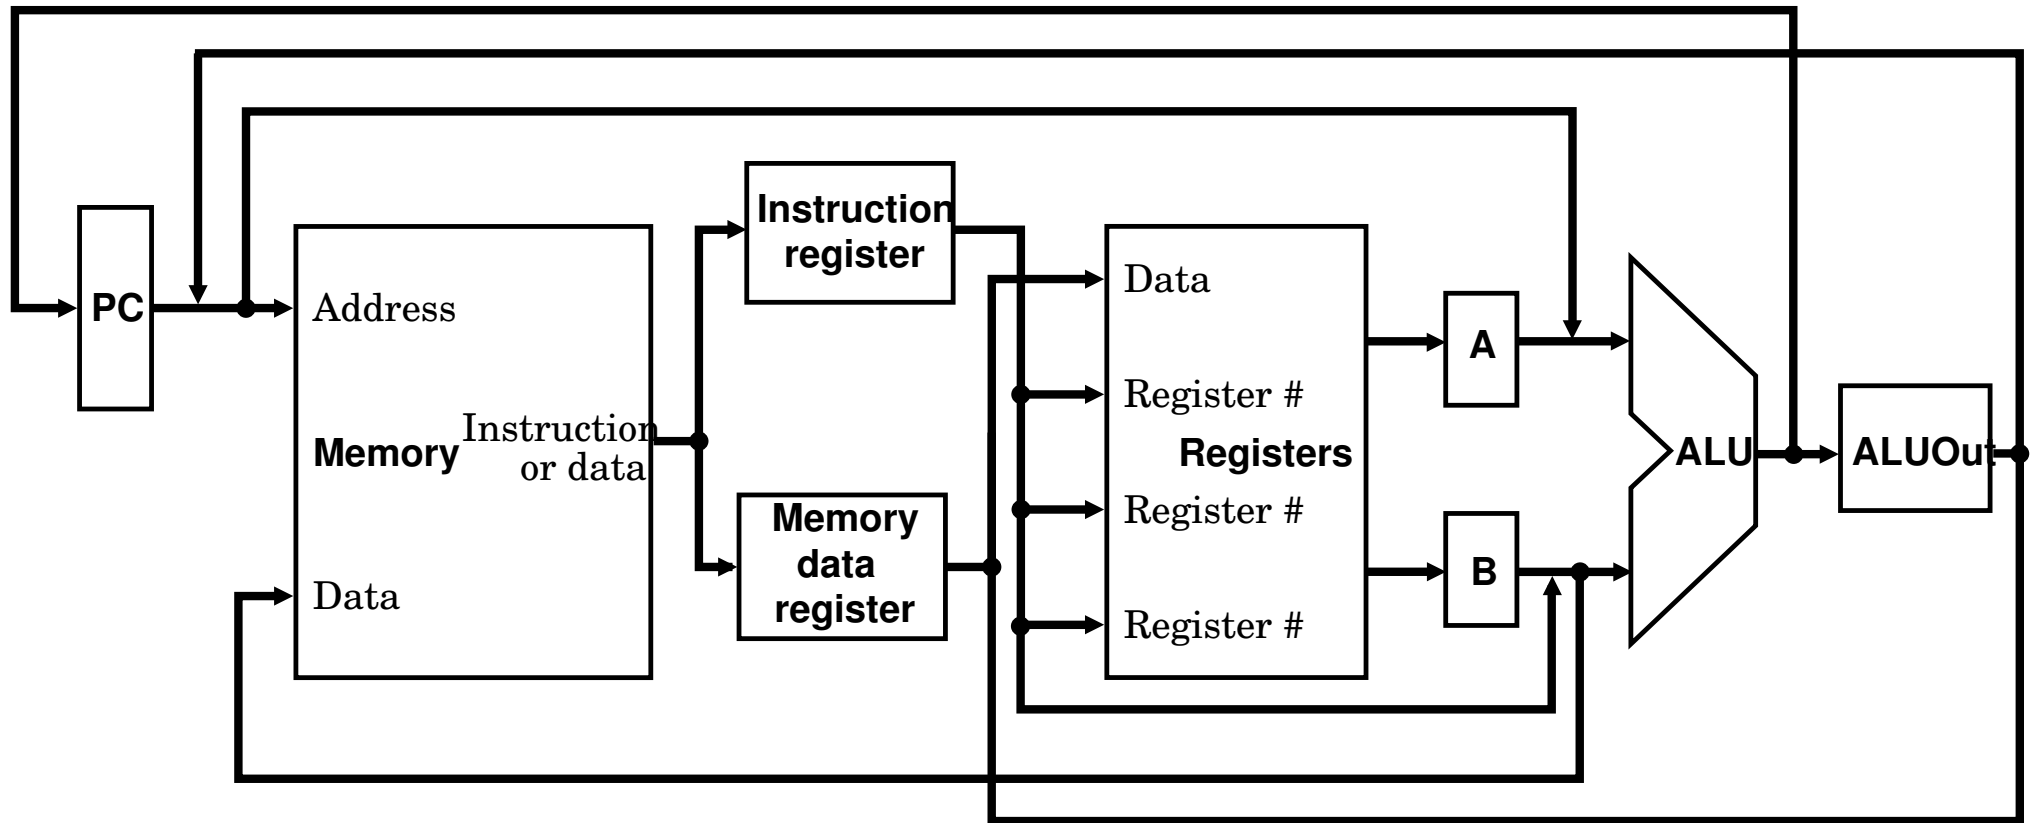 PC
Address
Memory
Instruction
or data
Data
Instruction
register
Memory
data
register
Data
Register #
Registers
Register #
Register #
A
B
ALU
ALUOut